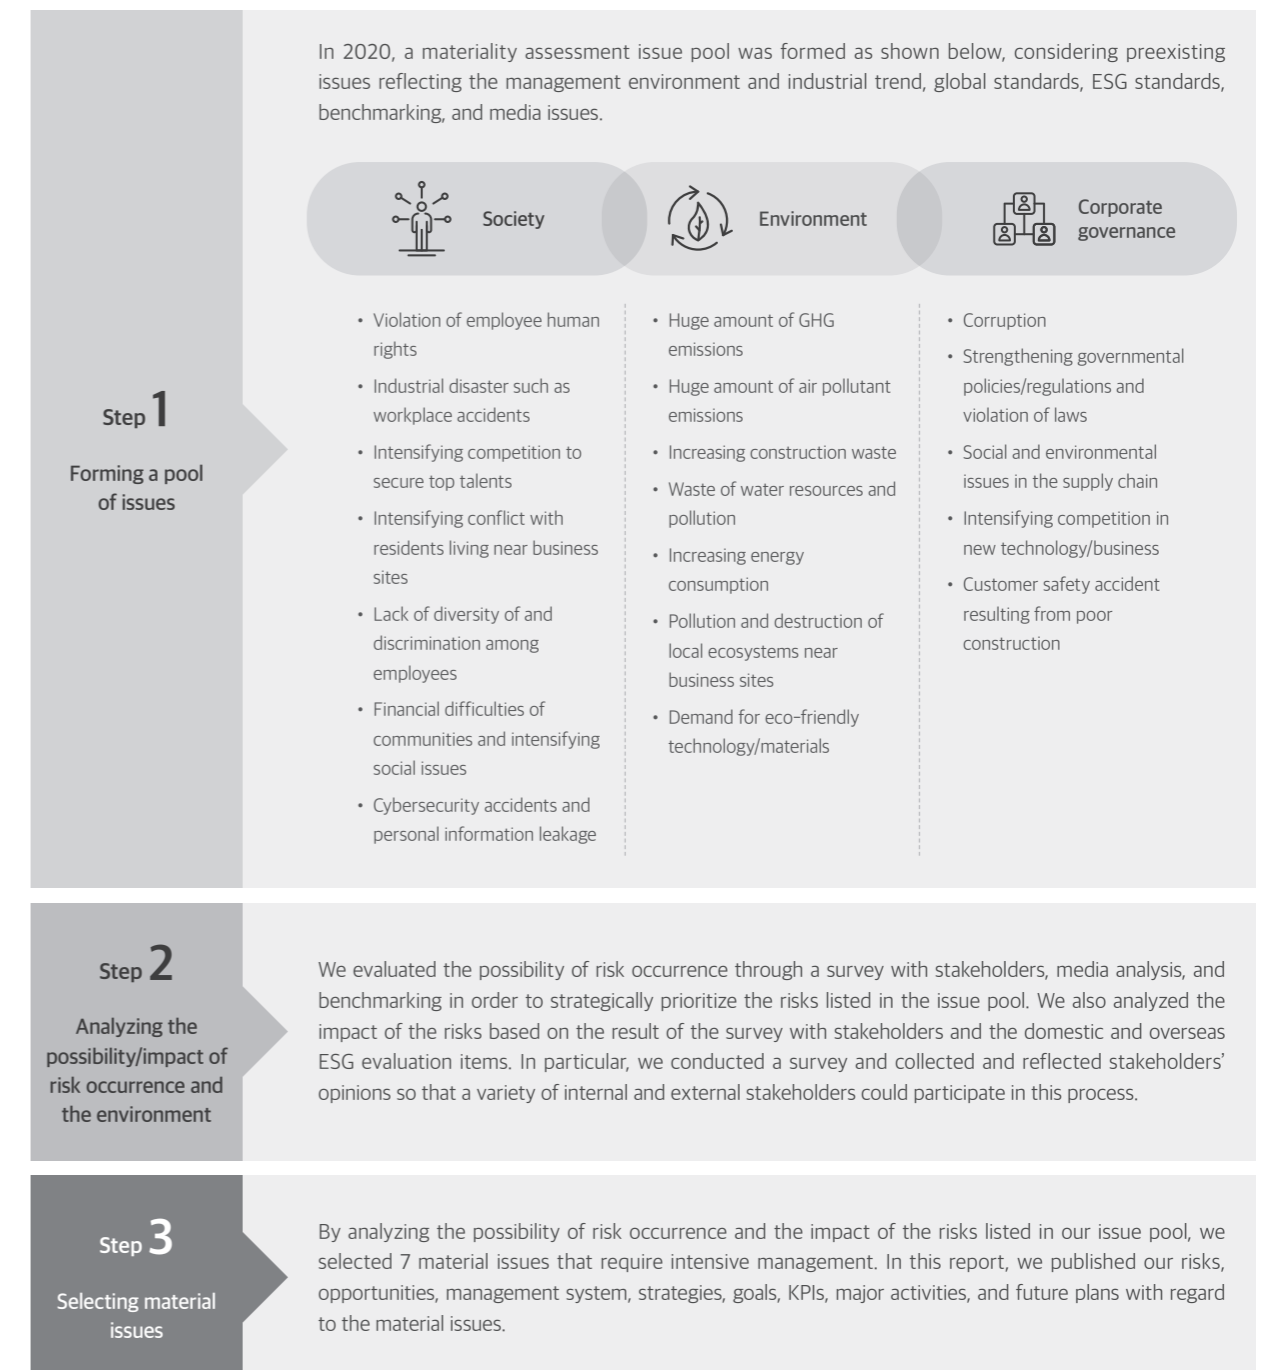 In 2020, a materiality assessment issue pool was formed as shown below, considering preexisting
issues reflecting the management environment and industrial trend, global standards, ESG standards,
benchmarking, and media issues.
Step 1
Forming a pool
of issues
Society
Environment
Corporate
governance
• Violation of employee human
rights
• Industrial disaster such as
workplace accidents
• Intensifying competition to
secure top talents
• Intensifying conflict with
residents living near business
sites
• Lack of diversity of and
discrimination among
employees
• Financial difficulties of
communities and intensifying
social issues
• Cybersecurity accidents and
personal information leakage
• Huge amount of GHG
emissions
• Huge amount of air pollutant
emissions
• Increasing construction waste
• Waste of water resources and
pollution
• Increasing energy
consumption
• Pollution and destruction of
local ecosystems near
business sites
• Demand for eco-friendly
technology/materials
• Corruption
• Strengthening governmental
policies/regulations and
violation of laws
• Social and environmental
issues in the supply chain
• Intensifying competition in
new technology/business
• Customer safety accident
resulting from poor
construction
Step 2
Analyzing the
possibility/impact of
risk occurrence and
the environment
We evaluated the possibility of risk occurrence through a survey with stakeholders, media analysis, and
benchmarking in order to strategically prioritize the risks listed in the issue pool. We also analyzed the
impact of the risks based on the result of the survey with stakeholders and the domestic and overseas
ESG evaluation items. In particular, we conducted a survey and collected and reflected stakeholders’
opinions so that a variety of internal and external stakeholders could participate in this process.
Step 3
Selecting material
issues
By analyzing the possibility of risk occurrence and the impact of the risks listed in our issue pool, we
selected 7 material issues that require intensive management. In this report, we published our risks,
opportunities, management system, strategies, goals, KPIs, major activities, and future plans with regard
to the material issues.